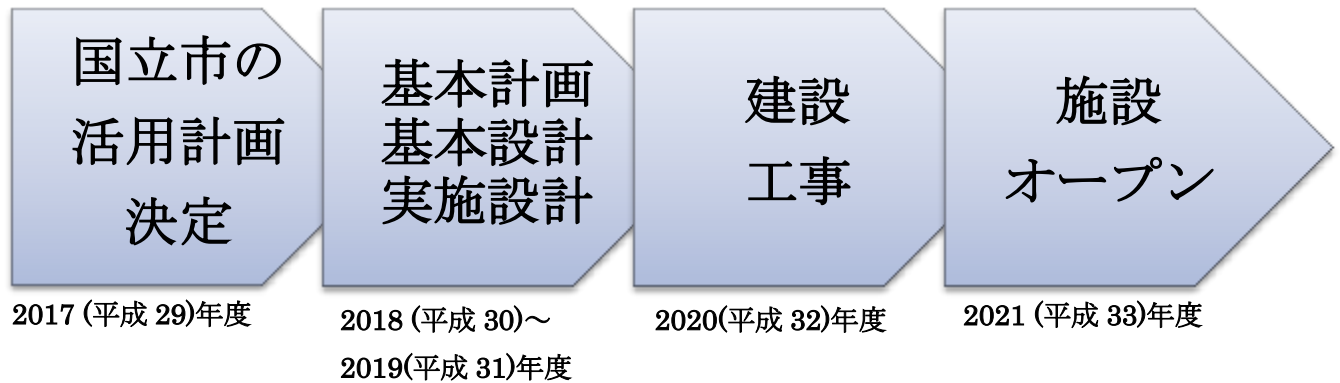 国立市の
活用計画
決定
2017 (平成 29)年度
基本計画
基本設計
実施設計
2018 (平成 30)～
2019(平成 31)年度
建設
工事
2020(平成 32)年度
施設
オープン
2021 (平成 33)年度